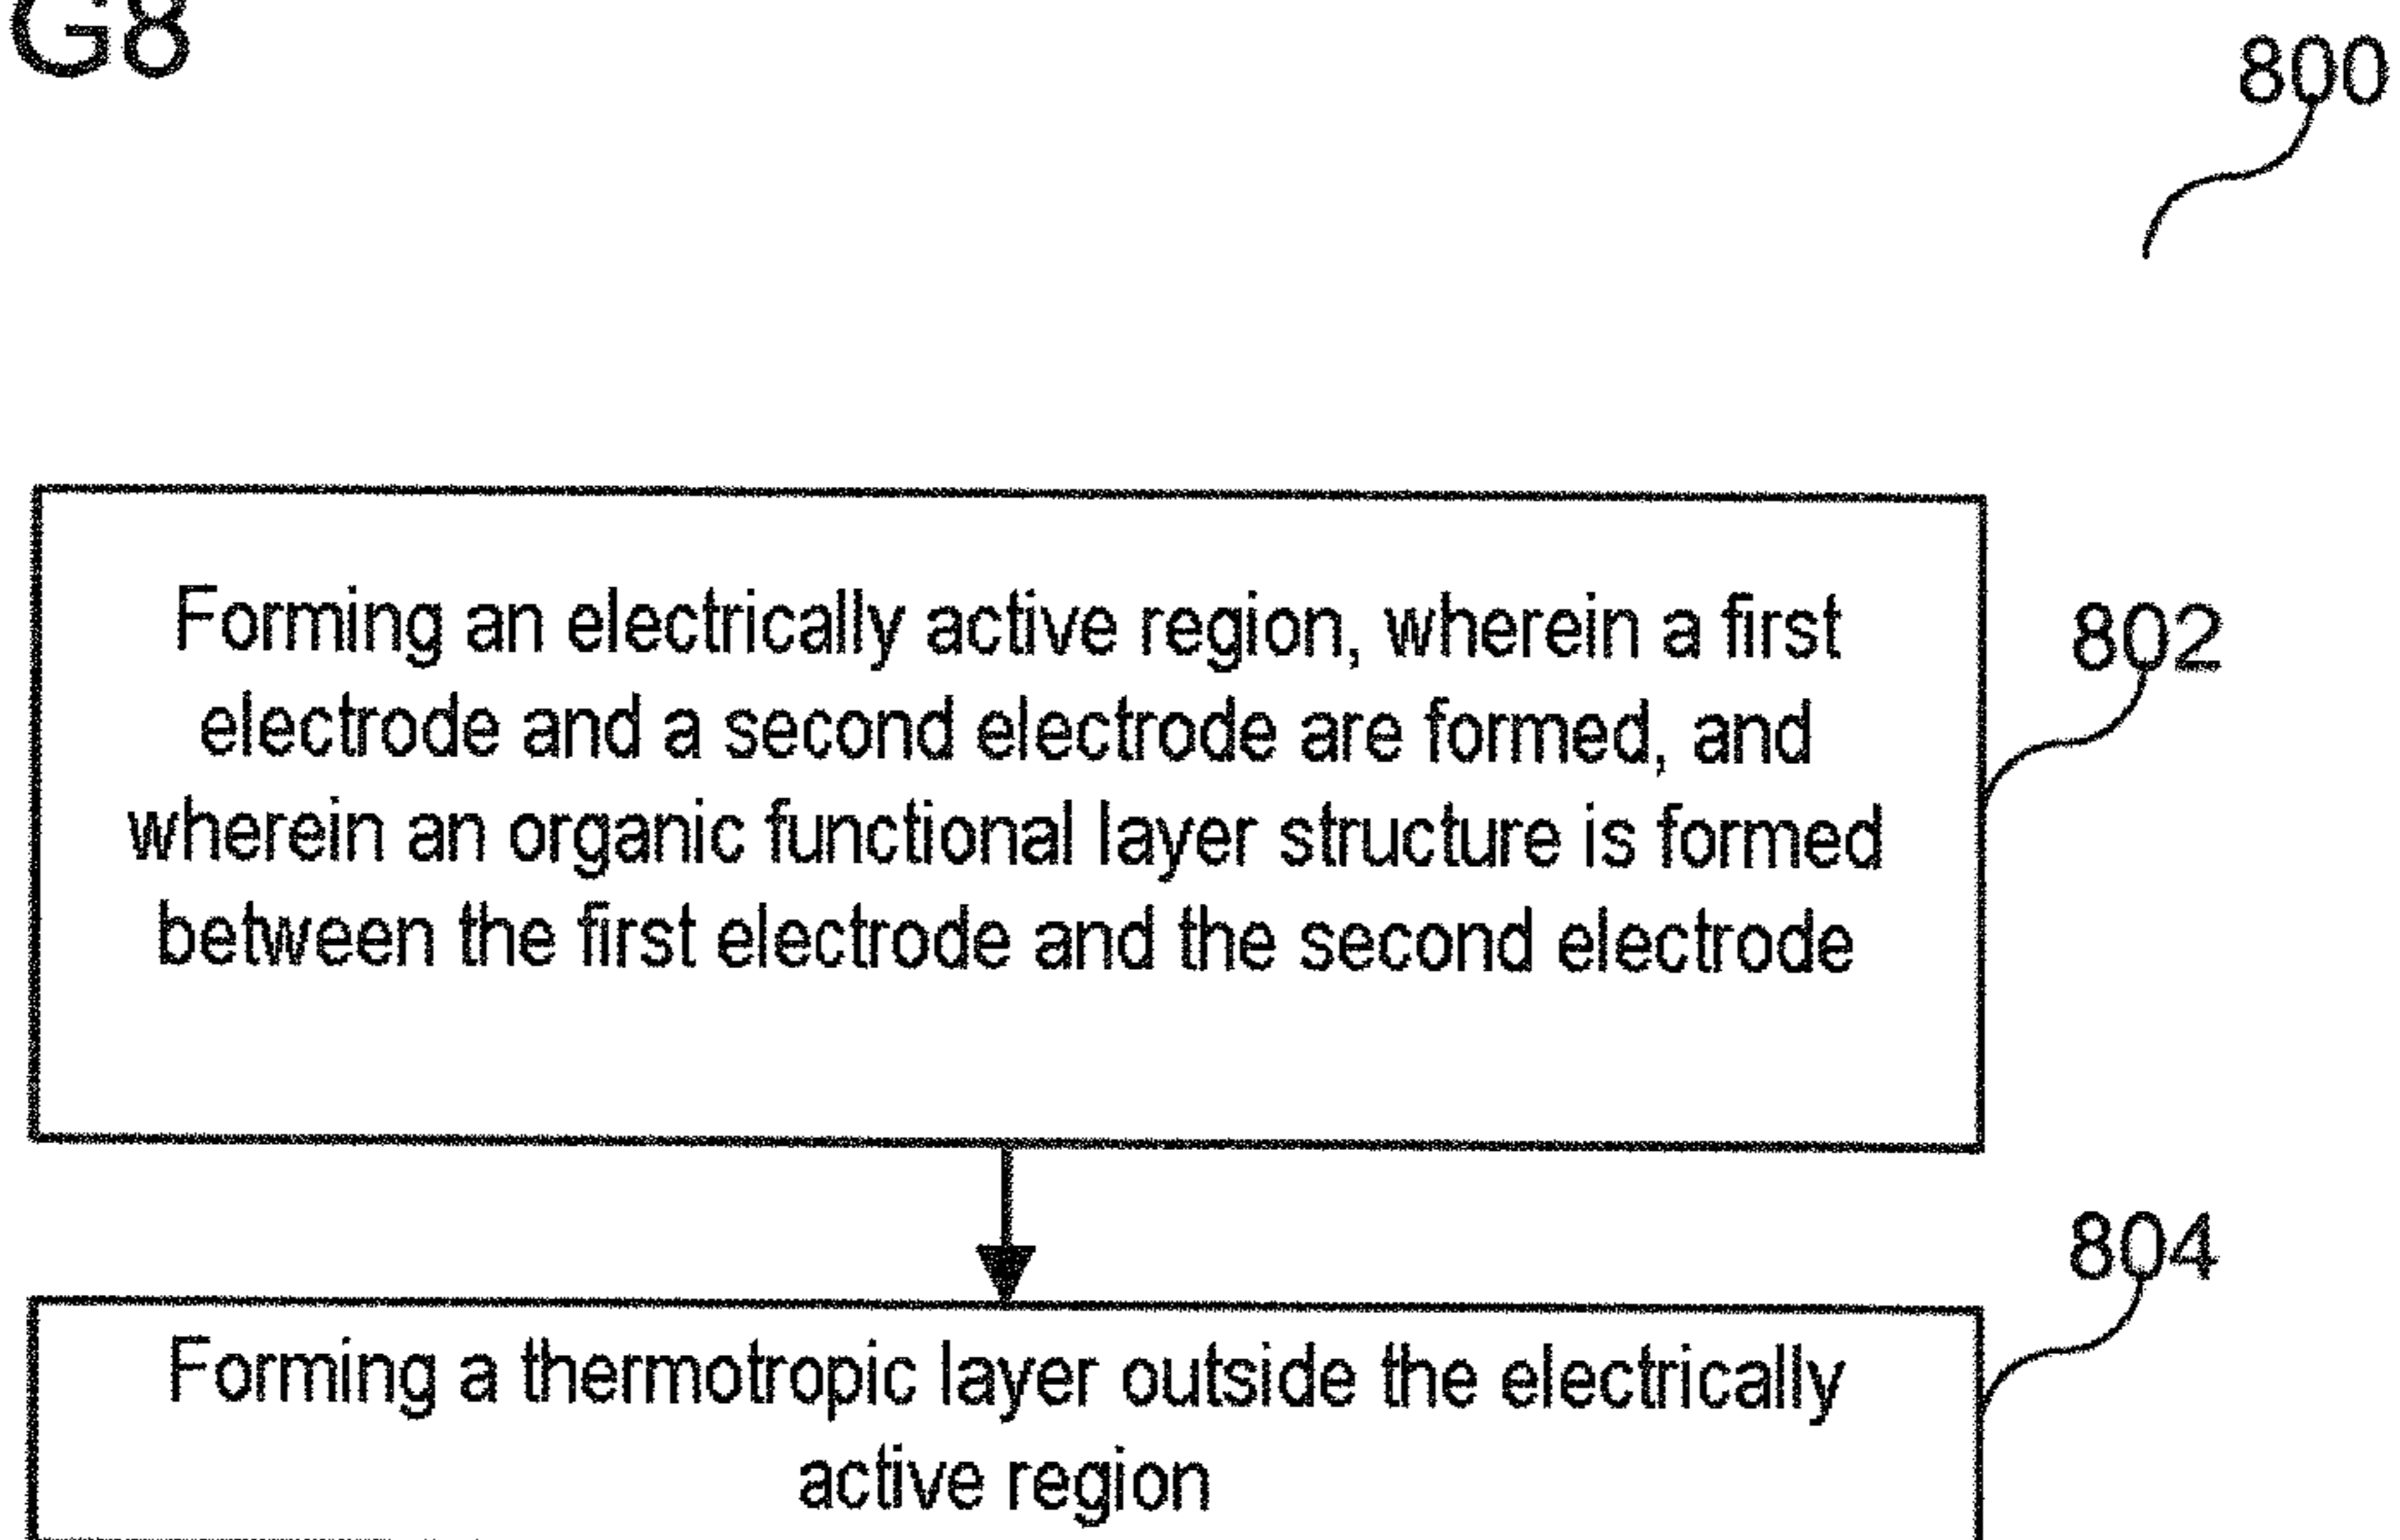 G8
800
Forming an electrically active region, wherein a first
electrode and a second electrode are formed, and
wherein an organic functional layer structure is formed
between the first electrode and the second electrode
802
804
Forming a thermotropic layer outside the electrically
active region